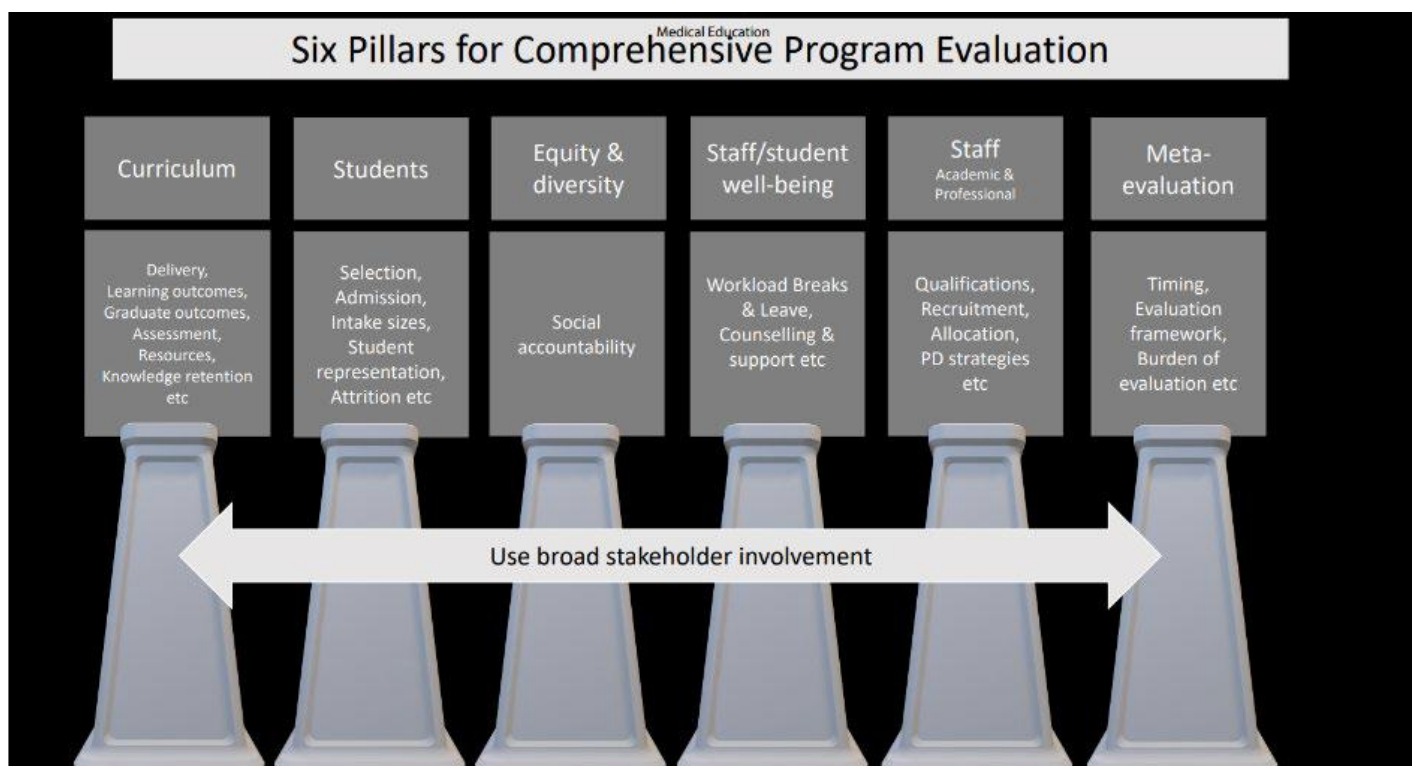 Medical Education
Six Pillars for Comprehensive Program Evaluation
Curriculum
Delivery,
Learning outcomes,
Graduate outcomes,
Assessment,
Resources,
Knowledge retention
etc
Students
Selection,
Admission,
Intake sizes,
Student
representation,
Attrition etc
Equity &
diversity
Social
accountability
Staff/student
well-being
Workload Breaks
& Leave,
Counselling &
support etc
Staff
Academic &
Professional
Qualifications,
Recruitment,
Allocation,
PD strategies
etc
Meta-
evaluation
Timing,
Evaluation
framework,
Burden of
evaluation etc
Use broad stakeholder involvement